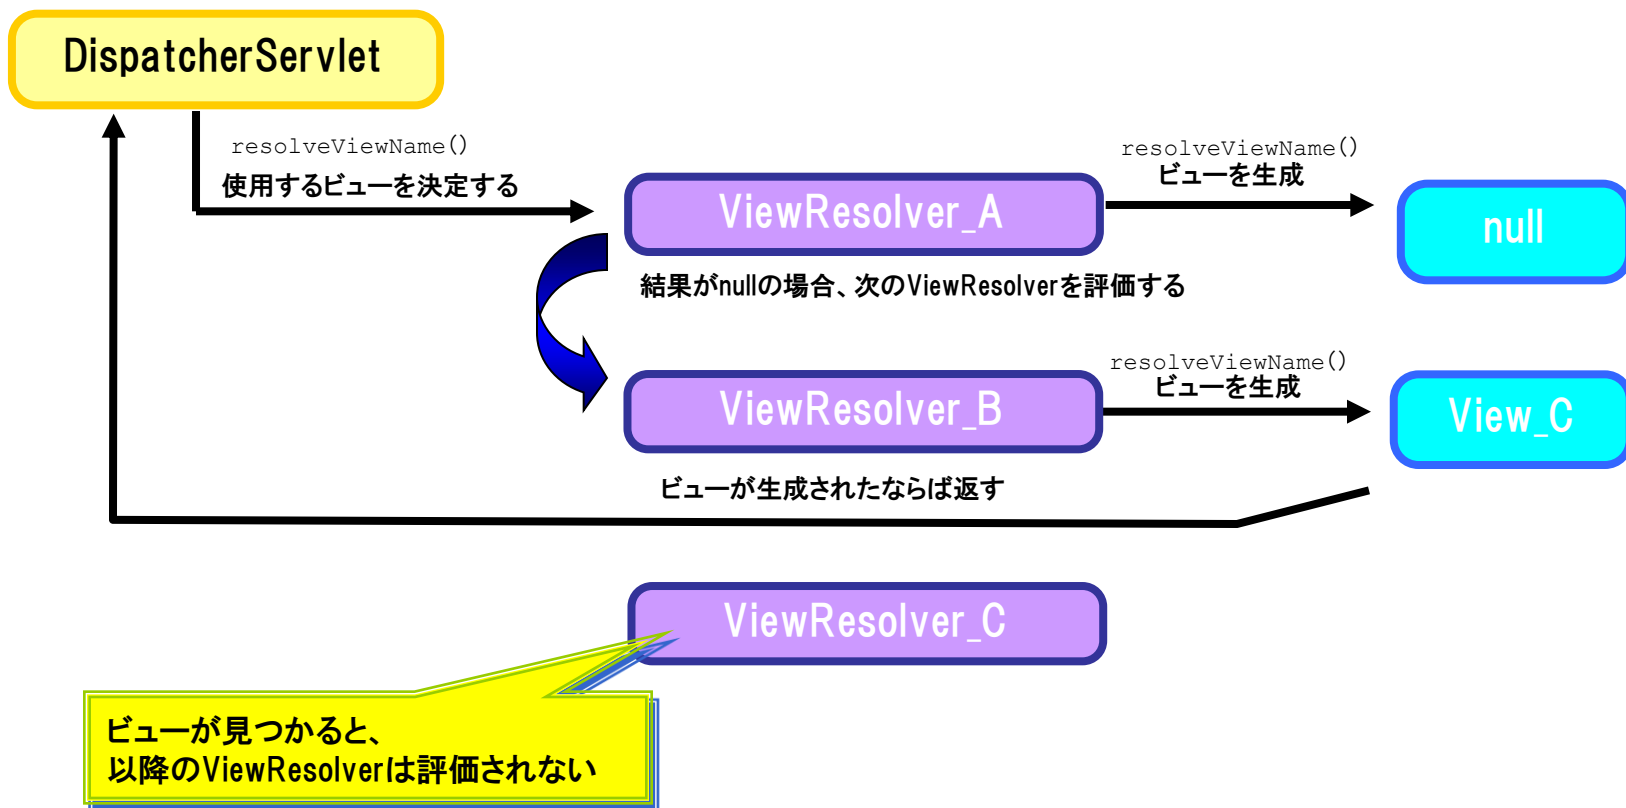 DispatcherServlet
resolveViewName()
使用するビューを決定する
ViewResolver_A
resolveViewName()
ビューを生成
null
結果がnullの場合、次のViewResolverを評価する
ViewResolver_B
resolveViewName()
ビューを生成
View_C
ビューが生成されたならば返す
ViewResolver_C
ビューが見つかると、
以降のViewResolverは評価されない